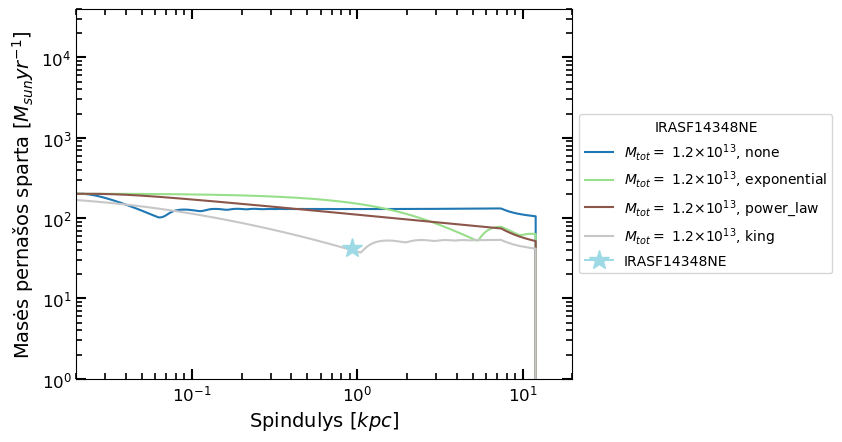 Masės pernašos sparta [$M_{sun}yr^{-1}$]
10⁴
10³
10²
10¹
10⁰
10⁻¹
10⁰
10¹
Spindulys [$kpc$]
IRASF14348NE
$M_{tot}$ = 1.2×10¹³, none
$M_{tot}$ = 1.2×10¹³, exponential
$M_{tot}$ = 1.2×10¹³, power_law
$M_{tot}$ = 1.2×10¹³, king
IRASF14348NE